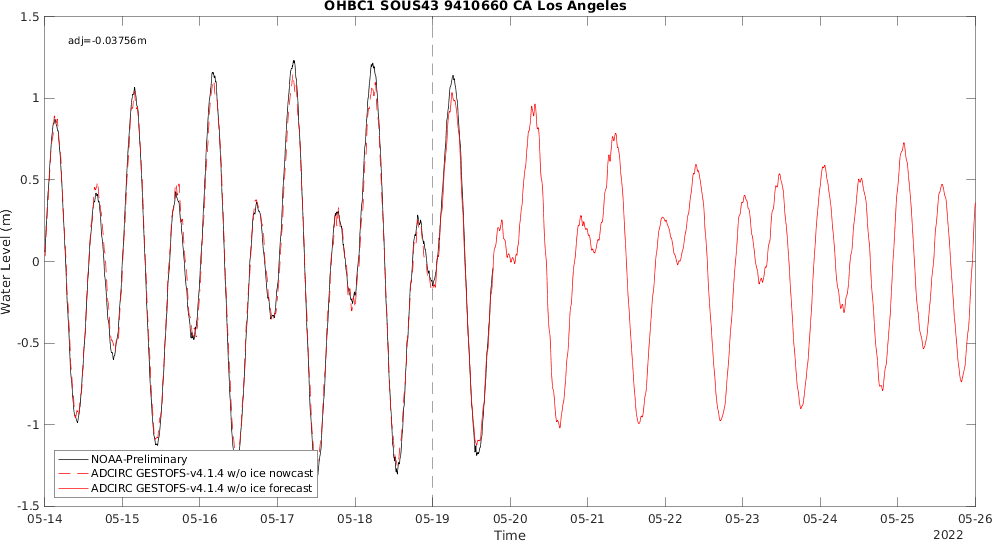 OHBC1 SOUS43 9410660 CA Los Angeles
adj=-0.03756m
1.5
1
0.5
0
-0.5
-1
-1.5
Water Level (m)
NOAA-Preliminary
ADCIRC GESTOFS-v4.1.4 w/o ice nowcast
ADCIRC GESTOFS-v4.1.4 w/o ice forecast
05-14 05-15 05-16 05-17 05-18 05-19 05-20 05-21 05-22 05-23 05-24 05-25 05-26
Time
2022